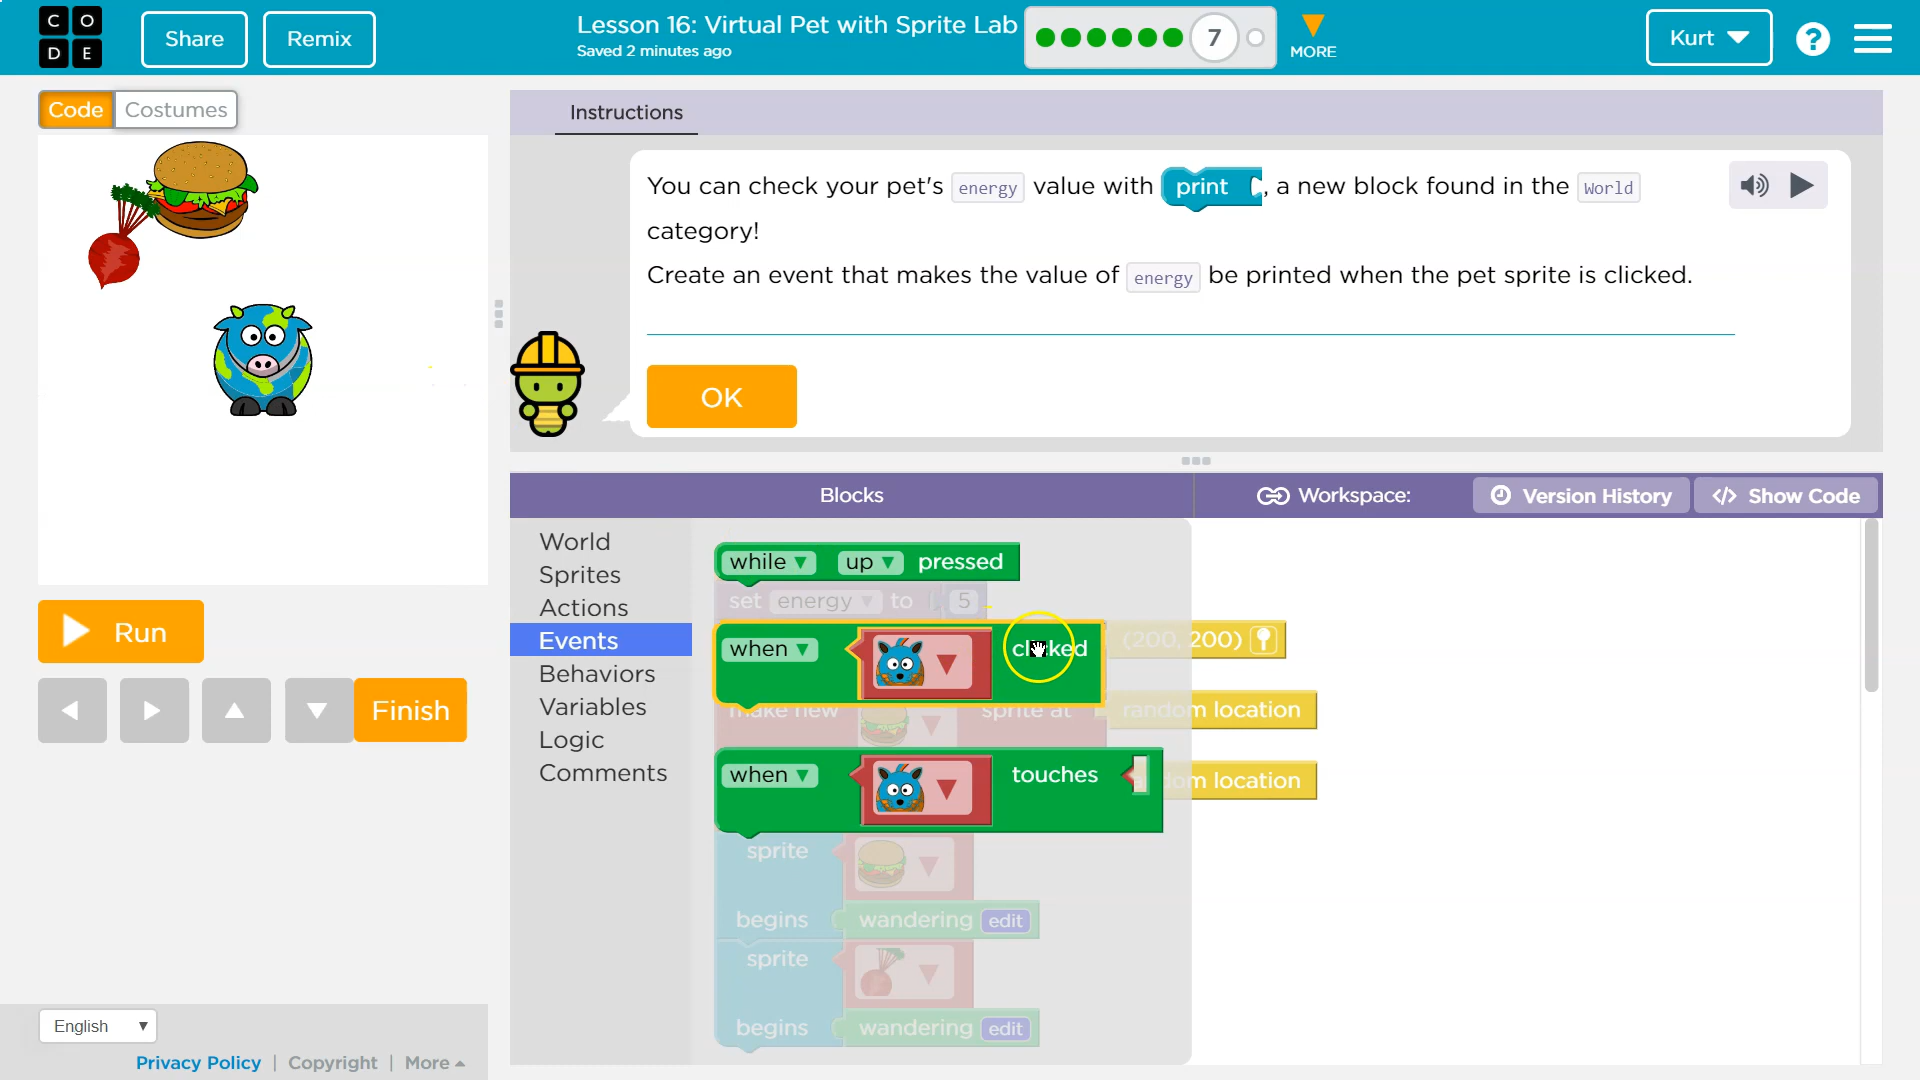 C O
D E
Share
Remix
Lesson 16: Virtual Pet with Sprite Lab
Saved 2 minutes ago
7
MORE
Kurt
?
Code
Costumes
Instructions
You can check your pet's energy value with print , a new block found in the World
category!
Create an event that makes the value of energy be printed when the pet sprite is clicked.
OK
Blocks
Workspace:
Version History
Show Code
World
Sprites
Actions
Events
Behaviors
Variables
Logic
Comments
while up pressed
set energy to 5
when clicked
(200, 200)
make new sprite at random location
when touches
random location
sprite
begins wandering edit
sprite
begins wandering edit
Run
Finish
English
Privacy Policy | Copyright | More